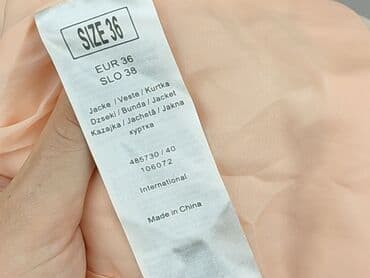 SIZE 36
EUR 36
SLO 38
Jacke / Veste / Kurtka
Dzseki / Bunda / Jacket
Kazajka / Jachetă / Jakna
куртка
485730 / 40
106072
International
Made in China